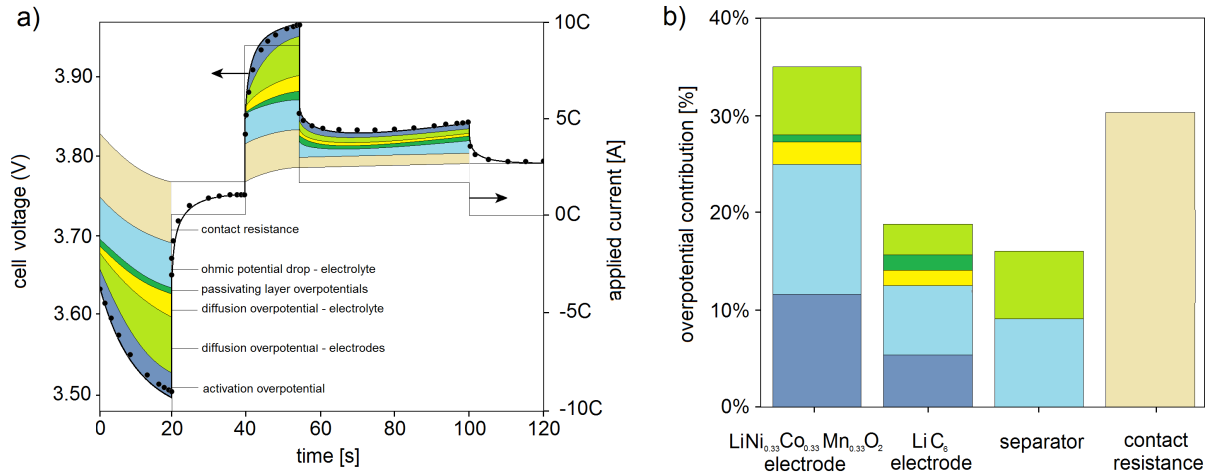 a)
cell voltage (V)
3.90
3.80
3.70
3.60
3.50
0
20
40
60
80
100
120
time [s]
10C
5C
0C
-5C
-10C
applied current [A]
contact resistance
ohmic potential drop - electrolyte
passivating layer overpotentials
diffusion overpotential - electrolyte
diffusion overpotential - electrodes
activation overpotential
b)
overpotential contribution [%]
40%
30%
20%
10%
0%
LiNi₀.₃₃Co₀.₃₃Mn₀.₃₃O₂
electrode
LiC₆
electrode
separator
contact
resistance